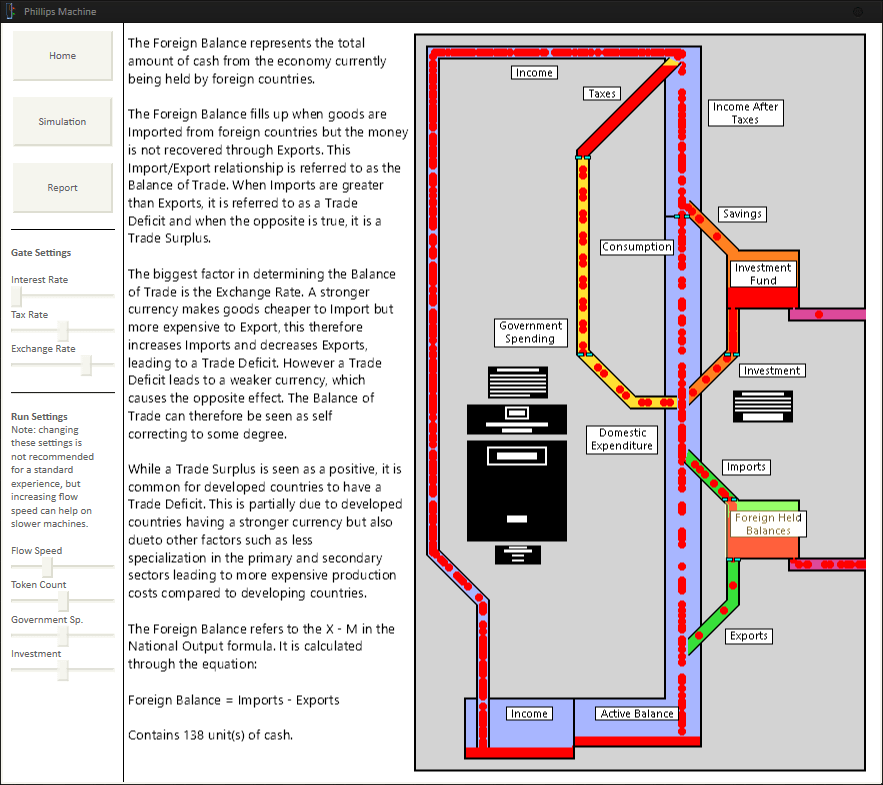 Phillips Machine
Home
Simulation
Report
Gate Settings
Interest Rate
Tax Rate
Exchange Rate
Run Settings
Note: changing
these settings is
not recommended
for a standard
experience, but
increasing flow
speed can help on
slower machines.
Flow Speed
Token Count
Government Sp.
Investment
The Foreign Balance represents the total
amount of cash from the economy currently
being held by foreign countries.
The Foreign Balance fills up when goods are
Imported from foreign countries but the money
is not recovered through Exports. This
Import/Export relationship is referred to as the
Balance of Trade. When Imports are greater
than Exports, it is referred to as a Trade
Deficit and when the opposite is true, it is a
Trade Surplus.
The biggest factor in determining the Balance
of Trade is the Exchange Rate. A stronger
currency makes goods cheaper to Import but
more expensive to Export, this therefore
increases Imports and decreases Exports,
leading to a Trade Deficit. However a Trade
Deficit leads to a weaker currency, which
causes the opposite effect. The Balance of
Trade can therefore be seen as self
correcting to some degree.
While a Trade Surplus is seen as a positive, it is
common for developed countries to have a
Trade Deficit. This is partially due to developed
countries having a stronger currency but also
dueto other factors such as less
specialization in the primary and secondary
sectors leading to more expensive production
costs compared to developing countries.
The Foreign Balance refers to the X - M in the
National Output formula. It is calculated
through the equation:
Foreign Balance = Imports - Exports
Contains 138 unit(s) of cash.
Income
Taxes
Income After
Taxes
Savings
Consumption
Investment
Fund
Government
Spending
Investment
Domestic
Expenditure
Imports
Foreign Held
Balances
Exports
Income
Active Balance